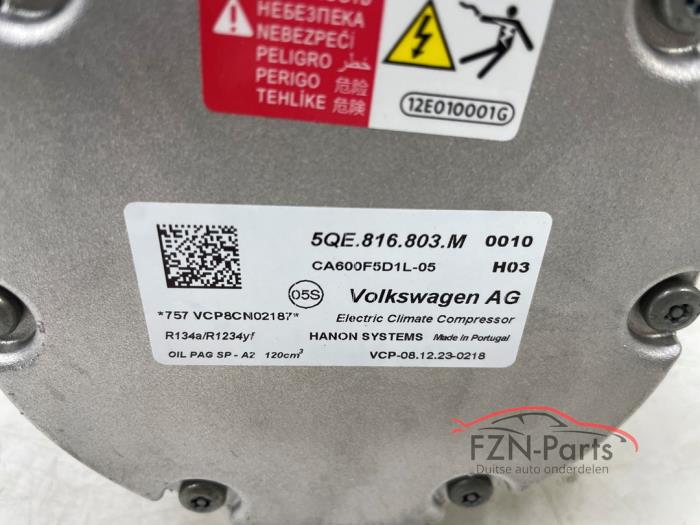 НЕБЕЗПЕКА
NEBEZPEČÍ
PELIGRO خطر
PERIGO 危险
TEHLİKE 危険
12E010001G
5QE.816.803.M 0010
CA600F5D1L-05 H03
05S Volkswagen AG
*757 VCP8CN02187* Electric Climate Compressor
R134a/R1234yf HANON SYSTEMS Made in Portugal
OIL PAG SP - A2 120cm³ VCP-08.12.23-0218
FZN-Parts
Duitse auto onderdelen